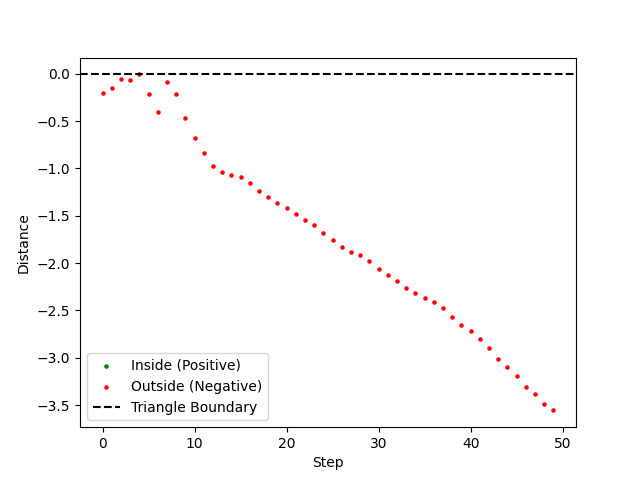 0.0
−0.5
−1.0
−1.5
−2.0
−2.5
−3.0
−3.5
Distance
Inside (Positive)
Outside (Negative)
Triangle Boundary
0 10 20 30 40 50
Step